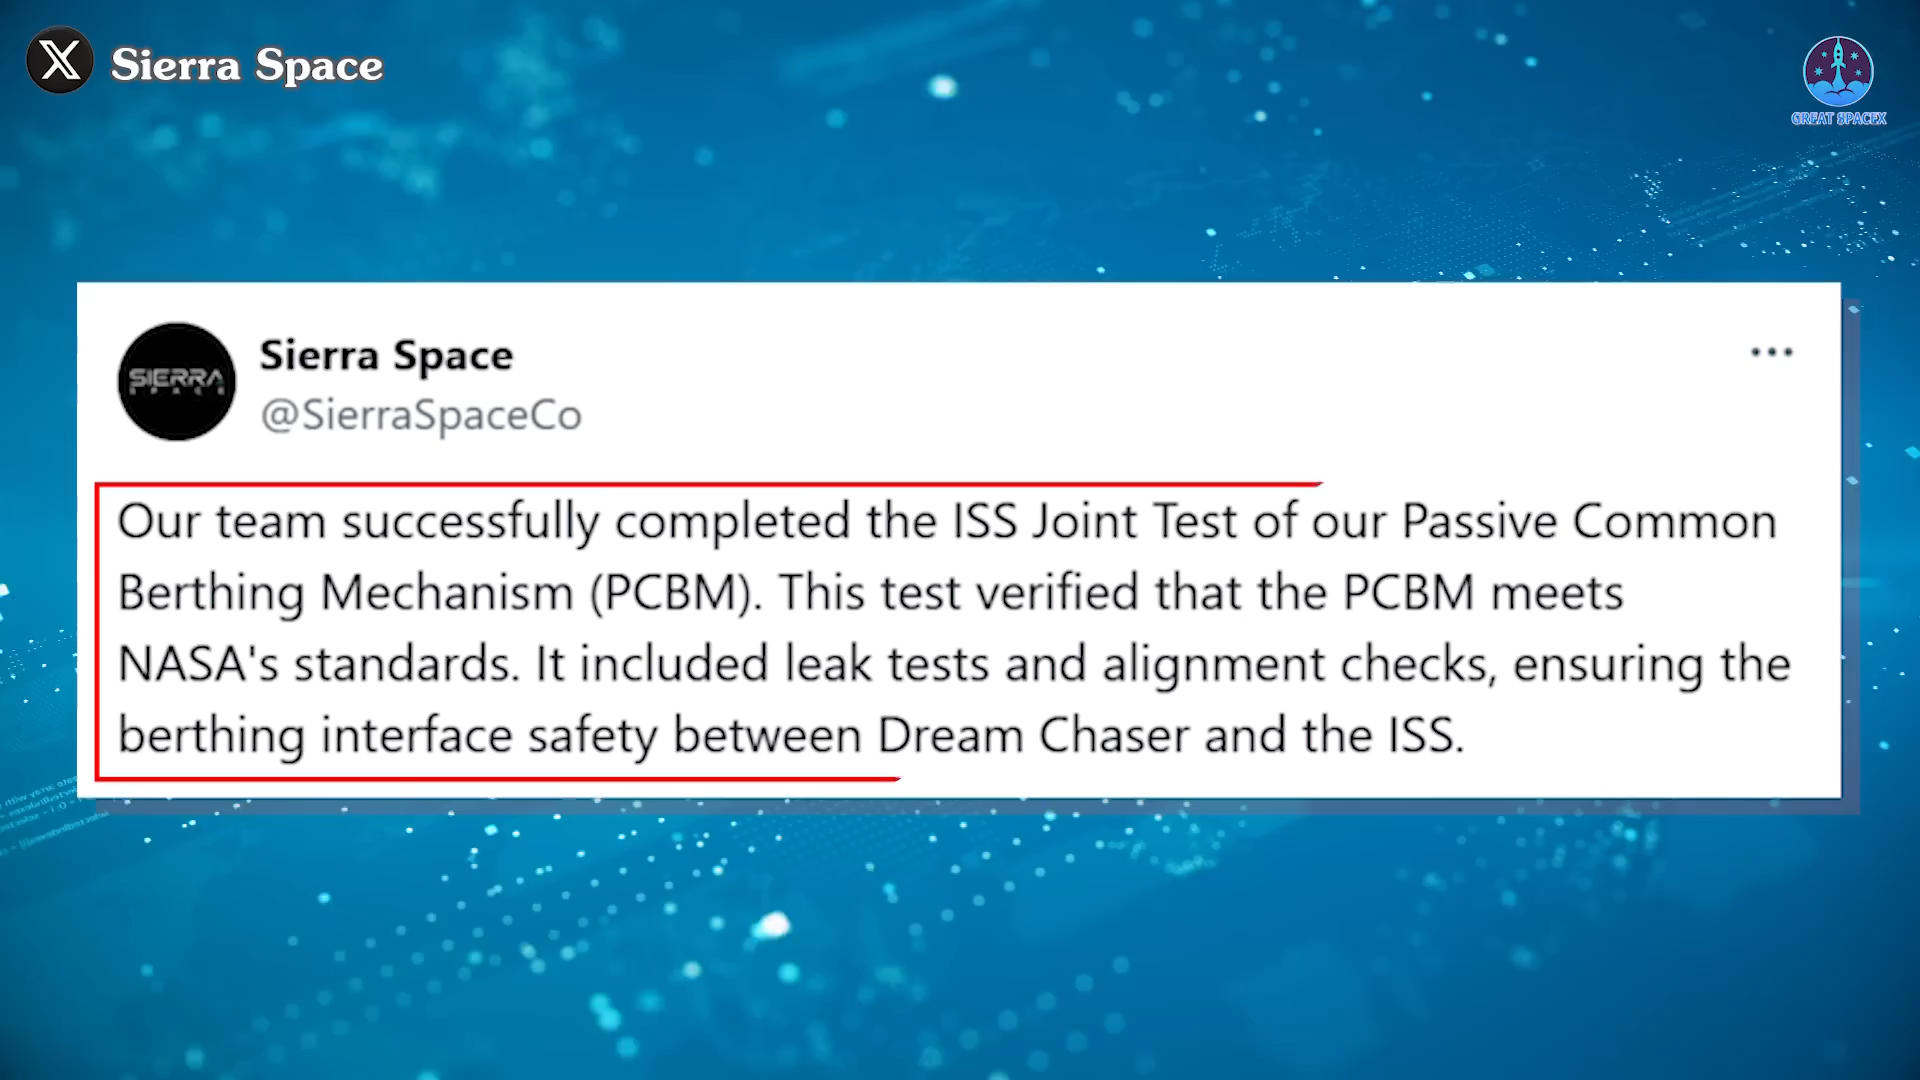 Sierra Space
GREAT SPACEX
Sierra Space
SIERRA
SPACE
@SierraSpaceCo
Our team successfully completed the ISS Joint Test of our Passive Common
Berthing Mechanism (PCBM). This test verified that the PCBM meets
NASA's standards. It included leak tests and alignment checks, ensuring the
berthing interface safety between Dream Chaser and the ISS.